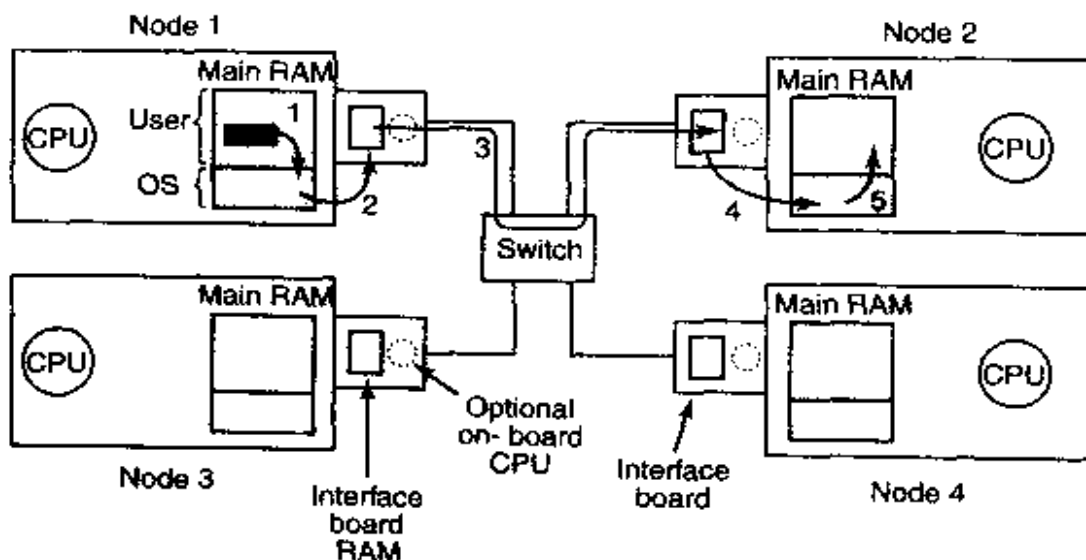 Node 1
Node 2
Main RAM
User
OS
CPU
1
2
3
Main RAM
CPU
4
5
Switch
Main RAM
CPU
Node 3
Main RAM
CPU
Node 4
Optional
on- board
CPU
Interface
board
RAM
Interface
board